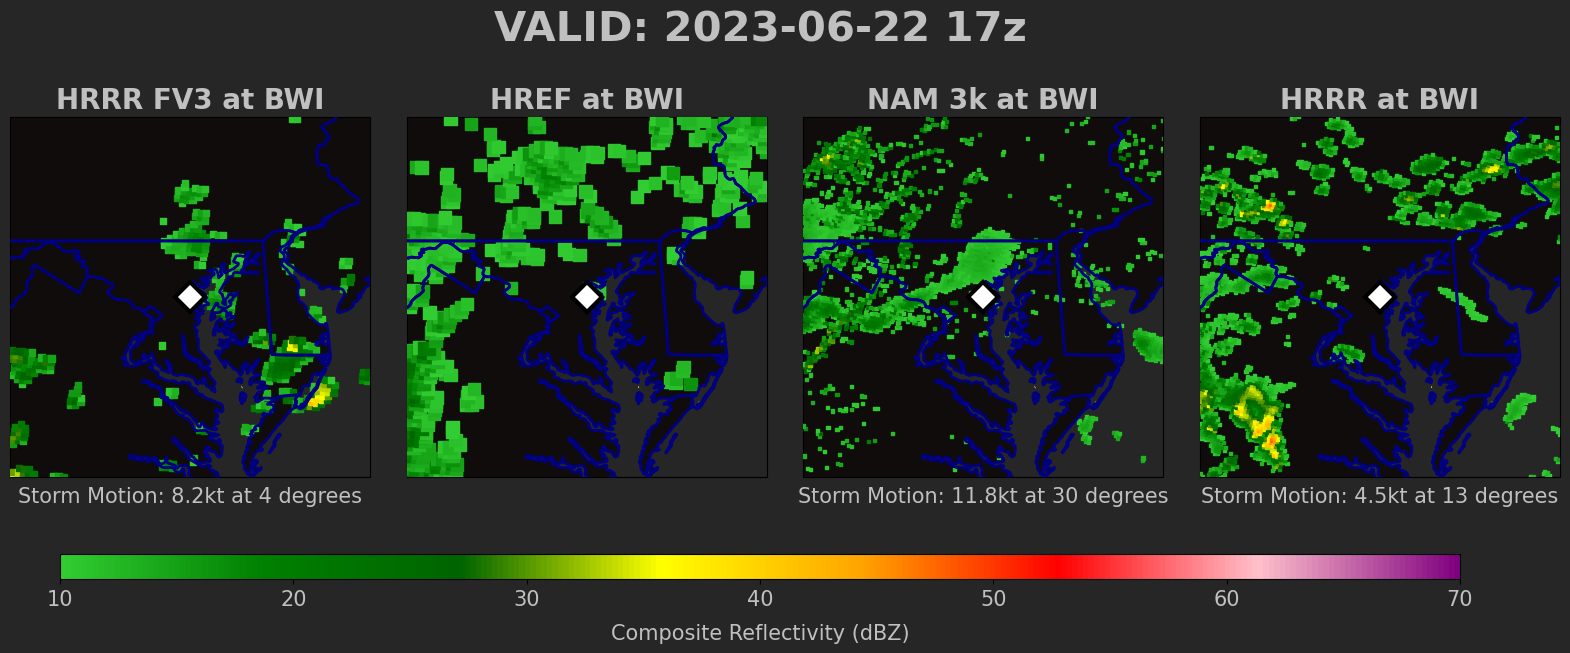 VALID: 2023-06-22 17z
HRRR FV3 at BWI
HREF at BWI
NAM 3k at BWI
HRRR at BWI
Storm Motion: 8.2kt at 4 degrees
Storm Motion: 11.8kt at 30 degrees
Storm Motion: 4.5kt at 13 degrees
10 20 30 40 50 60 70
Composite Reflectivity (dBZ)